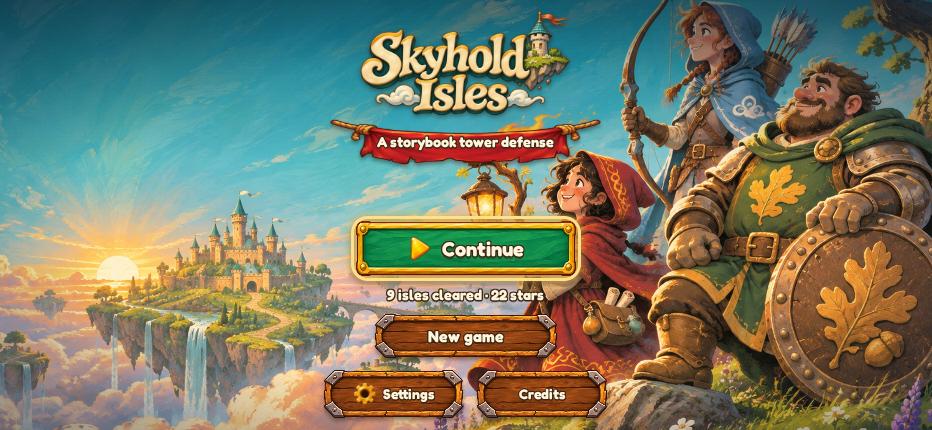 Skyhold
Isles
A storybook tower defense
Continue
9 isles cleared · 22 stars
New game
Settings
Credits